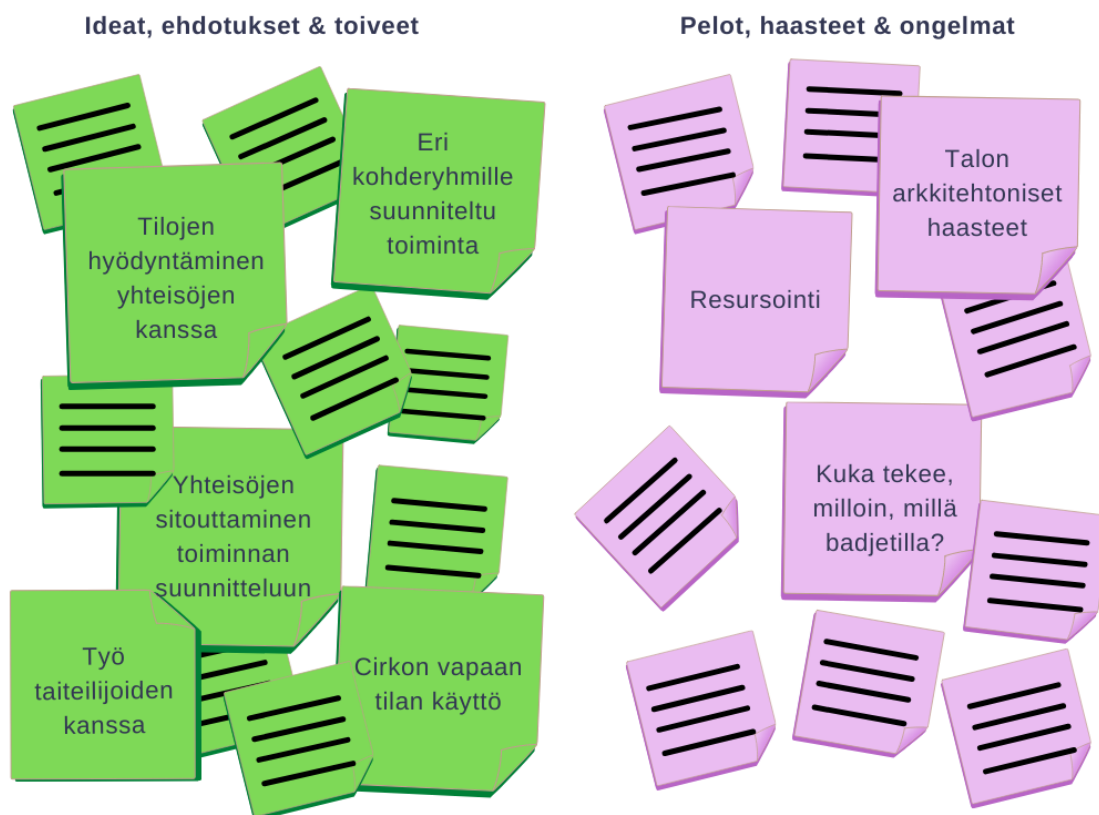 Ideat, ehdotukset & toiveet
Eri
kohderyhmille
suunniteltu
toiminta
Tilojen
hyödyntäminen
yhteisöjen
kanssa
Yhteisöjen
sitouttaminen
toiminnan
suunnitteluun
Työ
taiteilijoiden
kanssa
Cirkon vapaan
tilan käyttö
Pelot, haasteet & ongelmat
Talon
arkkitehtoniset
haasteet
Resursointi
Kuka tekee,
milloin, millä
badjetilla?